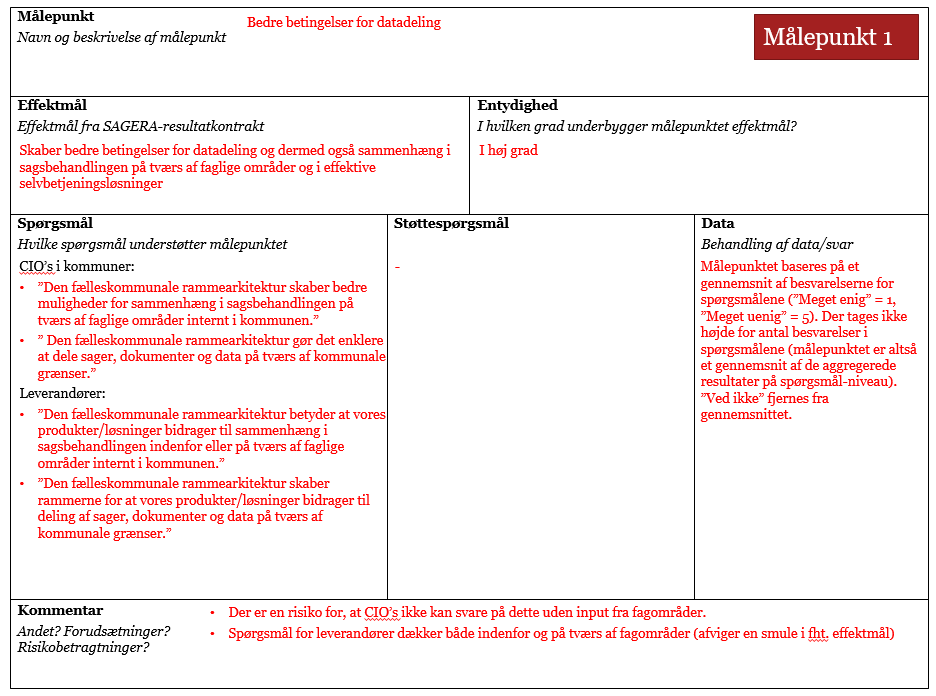 Målepunkt
Navn og beskrivelse af målepunkt
Bedre betingelser for datadeling
Målepunkt 1
Effektmål
Effektmål fra SAGERA-resultatkontrakt
Skaber bedre betingelser for datadeling og dermed også sammenhæng i
sagsbehandlingen på tværs af faglige områder og i effektive
selvbetjeningsløsninger
Entydighed
I hvilken grad underbygger målepunktet effektmål?
I høj grad
Spørgsmål
Hvilke spørgsmål understøtter målepunktet
CIO’s i kommuner:
• ”Den fælleskommunale rammearkitektur skaber bedre
muligheder for sammenhæng i sagsbehandlingen på
tværs af faglige områder internt i kommunen.”
• ” Den fælleskommunale rammearkitektur gør det enklere
at dele sager, dokumenter og data på tværs af kommunale
grænser.”
Leverandører:
• ”Den fælleskommunale rammearkitektur betyder at vores
produkter/løsninger bidrager til sammenhæng i
sagsbehandlingen indenfor eller på tværs af faglige
områder internt i kommunen.”
• ”Den fælleskommunale rammearkitektur skaber
rammerne for at vores produkter/løsninger bidrager til
deling af sager, dokumenter og data på tværs af
kommunale grænser.”
Støttespørgsmål
-
Data
Behandling af data/svar
Målepunktet baseres på et
gennemsnit af besvarelserne for
spørgsmålene (”Meget enig” = 1,
”Meget uenig” = 5). Der tages ikke
højde for antal besvarelser i
spørgsmålene (målepunktet er altså
et gennemsnit af de aggregerede
resultater på spørgsmål-niveau).
”Ved ikke” fjernes fra
gennemsnittet.
Kommentar
Andet? Forudsætninger?
Risikobetragtninger?
• Der er en risiko for, at CIO’s ikke kan svare på dette uden input fra fagområder.
• Spørgsmål for leverandører dækker både indenfor og på tværs af fagområder (afviger en smule i fht. effektmål)